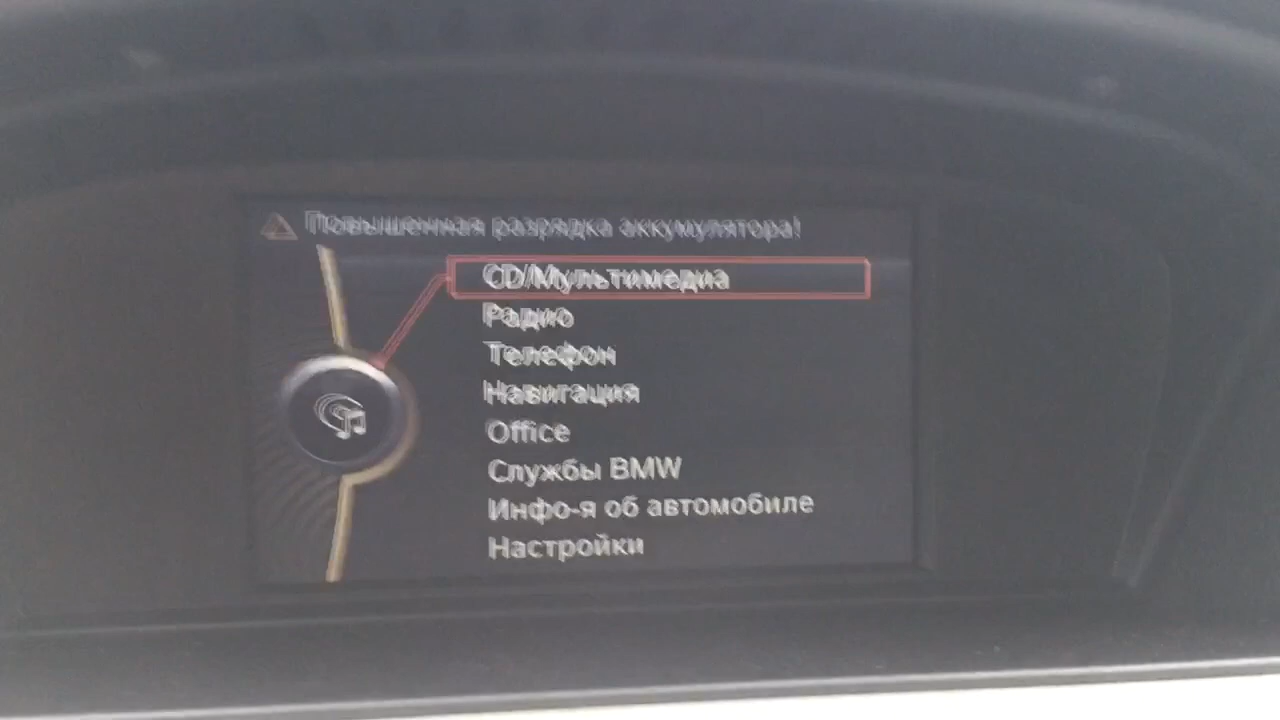 Повышенная разрядка аккумулятора!
CD/Мультимедиа
Радио
Телефон
Навигация
Office
Службы BMW
Инфо-я об автомобиле
Настройки